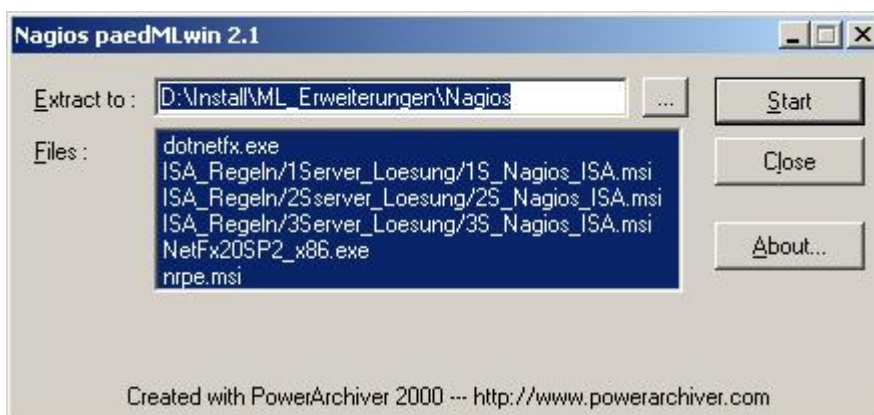 Nagios paedMLwin 2.1
Extract to :
D:\Install\ML_Erweiterungen\Nagios
...
Start
Files :
dotnetfx.exe
ISA_Regeln/1Server_Loesung/1S_Nagios_ISA.msi
ISA_Regeln/2Sserver_Loesung/2S_Nagios_ISA.msi
ISA_Regeln/3Server_Loesung/3S_Nagios_ISA.msi
NetFx20SP2_x86.exe
nrpe.msi
Close
About...
Created with PowerArchiver 2000 --- http://www.powerarchiver.com